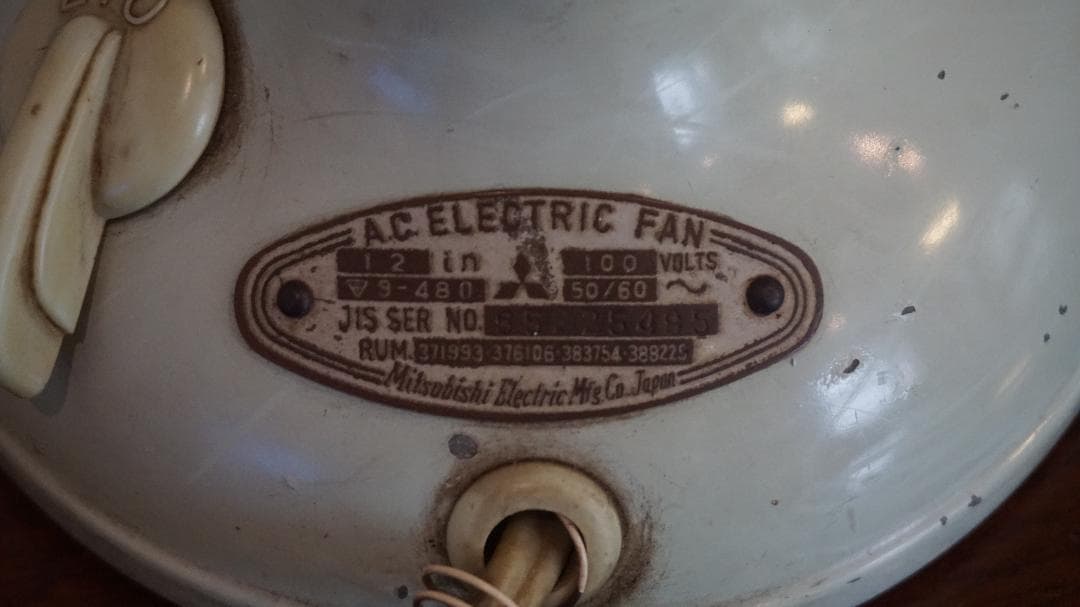 A.C. ELECTRIC FAN
12 in 100 VOLTS
9-480 50/60 ~
JIS SER NO.
RUM. 371993·376106·383754·388225
Mitsubishi Electric Mfg. Co. Japan